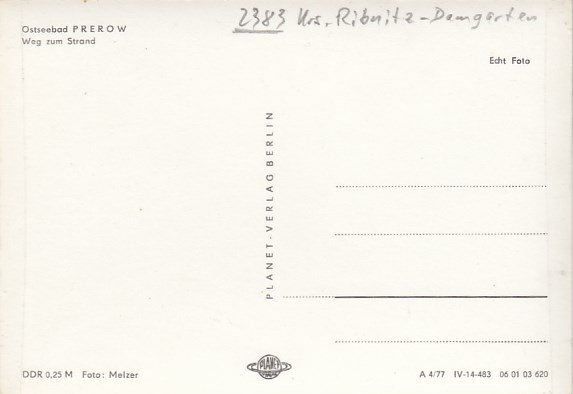 2383 Krs. Ribnitz-Damgarten
Ostseebad PREROW
Weg zum Strand
Echt Foto
PLANET-VERLAG BERLIN
PLANET
DDR 0,25 M Foto: Melzer
A 4/77 IV-14-483 06 01 03 620